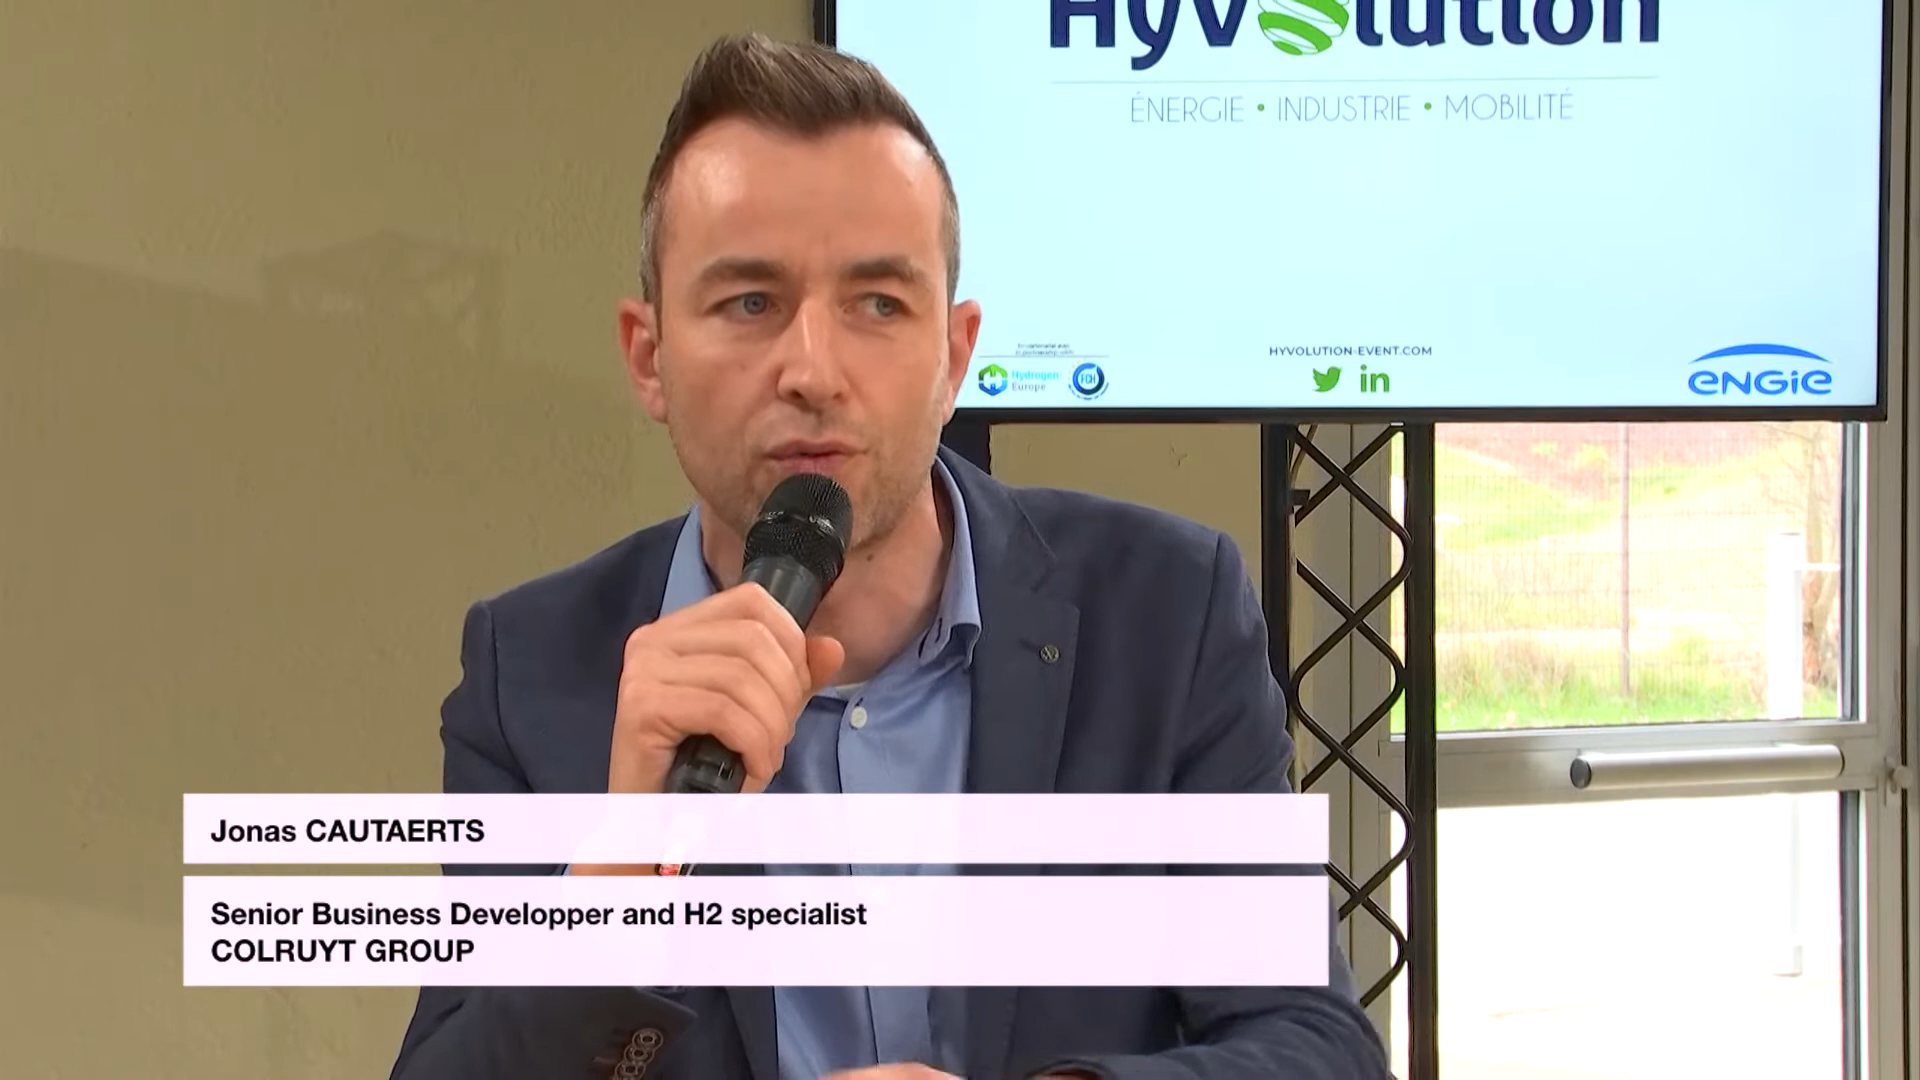 Hyvolution
ÉNERGIE • INDUSTRIE • MOBILITÉ
Hydrogen
Europe
FCH
HYVOLUTION-EVENT.COM
in
ENGIE
Jonas CAUTAERTS
Senior Business Developper and H2 specialist
COLRUYT GROUP